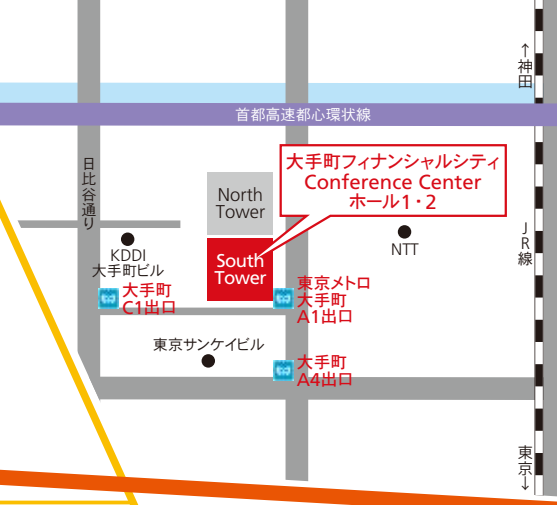 ↑神田
首都高速都心環状線
日比谷通り
大手町フィナンシャルシティ
Conference Center
ホール1・2
North
Tower
KDDI
大手町ビル
NTT
JR線
South
Tower
大手町
C1出口
東京メトロ
大手町
A1出口
東京サンケイビル
大手町
A4出口
東京↓